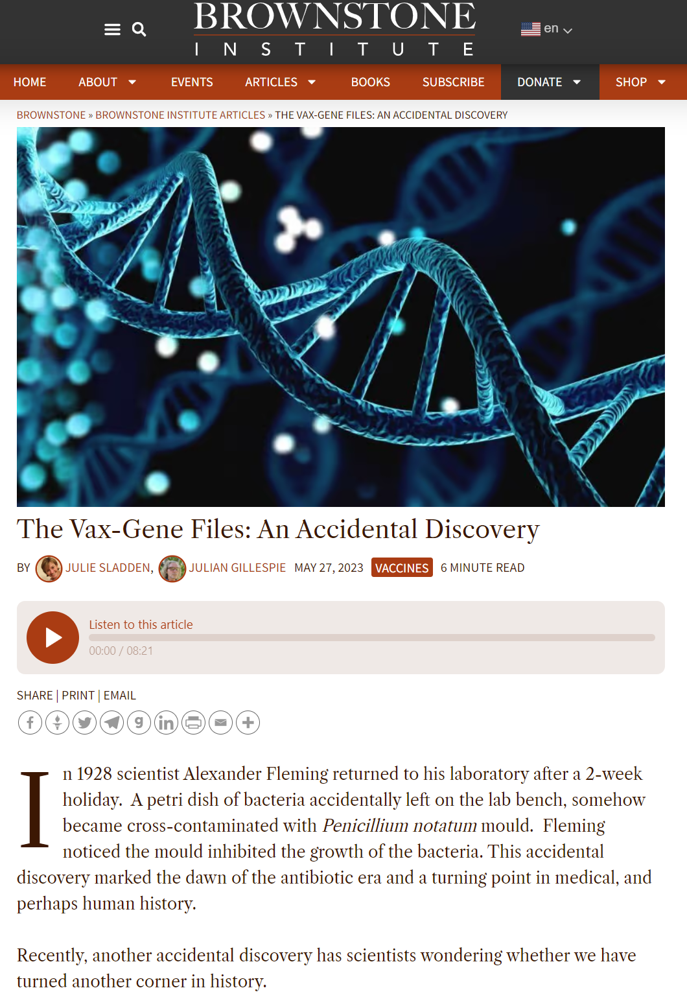 BROWNSTONE
INSTITUTE
en
HOME ABOUT EVENTS ARTICLES BOOKS SUBSCRIBE DONATE SHOP
BROWNSTONE » BROWNSTONE INSTITUTE ARTICLES » THE VAX-GENE FILES: AN ACCIDENTAL DISCOVERY
The Vax-Gene Files: An Accidental Discovery
BY JULIE SLADDEN, JULIAN GILLESPIE MAY 27, 2023 VACCINES 6 MINUTE READ
Listen to this article
00:00 / 08:21
SHARE | PRINT | EMAIL
In 1928 scientist Alexander Fleming returned to his laboratory after a 2-week
holiday. A petri dish of bacteria accidentally left on the lab bench, somehow
became cross-contaminated with Penicillium notatum mould. Fleming
noticed the mould inhibited the growth of the bacteria. This accidental
discovery marked the dawn of the antibiotic era and a turning point in medical, and
perhaps human history.
Recently, another accidental discovery has scientists wondering whether we have
turned another corner in history.